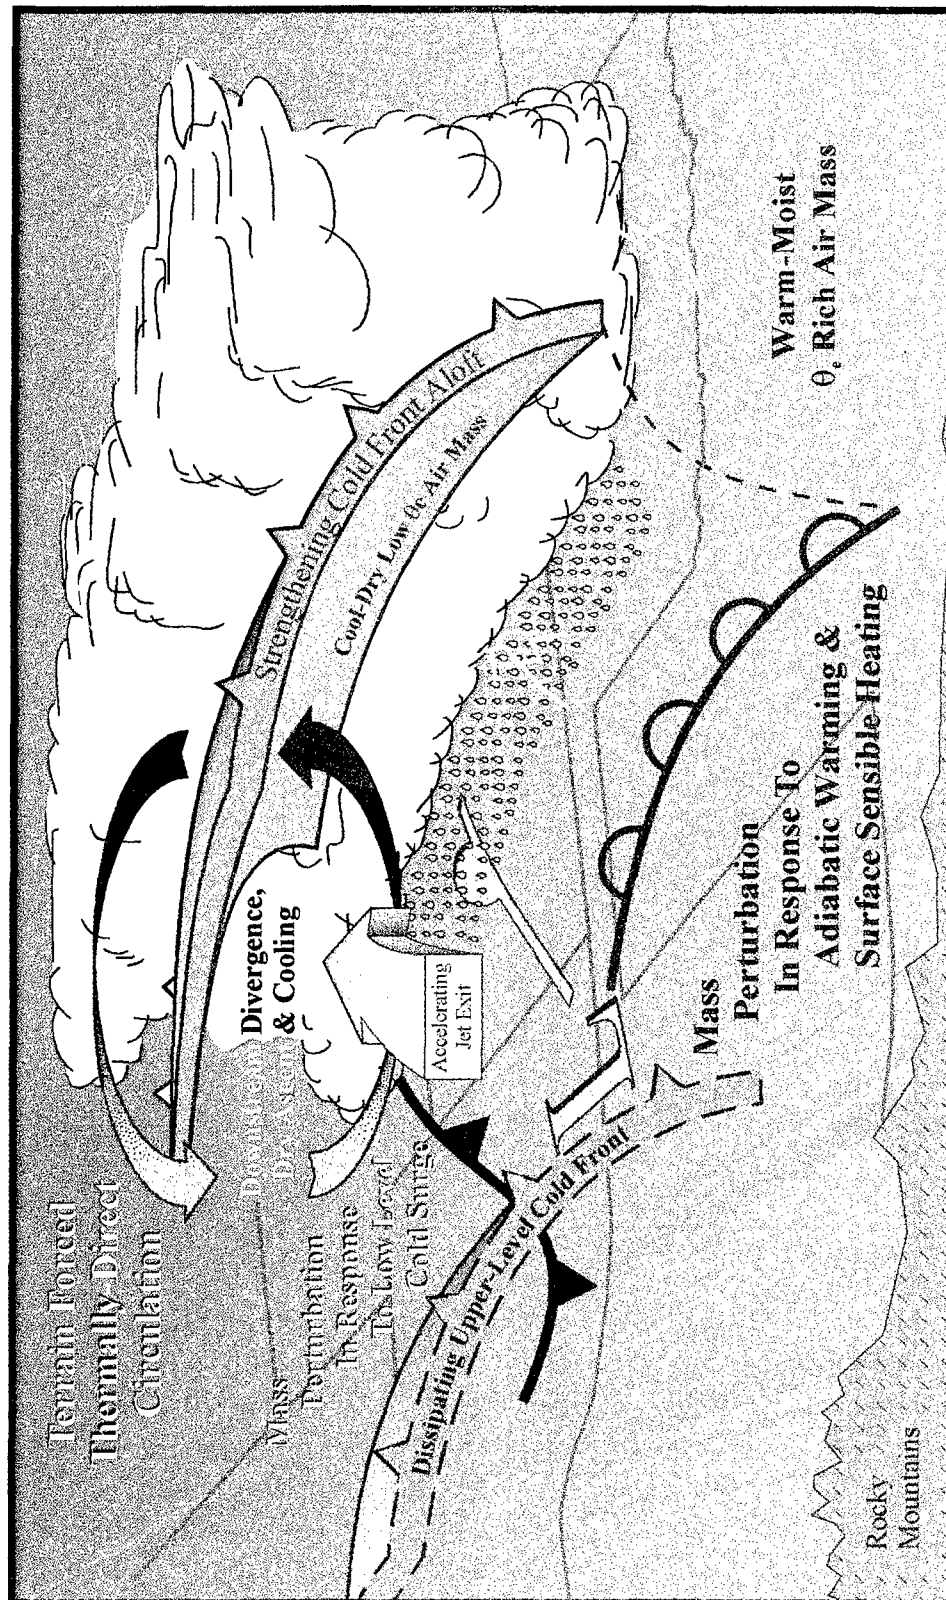 Terrain Forced
Thermally Direct
Circulation
Mass
Perturbation
In Response
To Low Level
Cold Surge
Downstream Divergence,
& Cooling
Accelerating
Jet Exit
Strengthening Cold Front Aloft
Cool-Dry Low θe Air Mass
Dissipating Upper-Level Cold Front
L
Mass
Perturbation
In Response To
Adiabatic Warming &
Surface Sensible Heating
Warm-Moist
θe Rich Air Mass
Rocky
Mountains